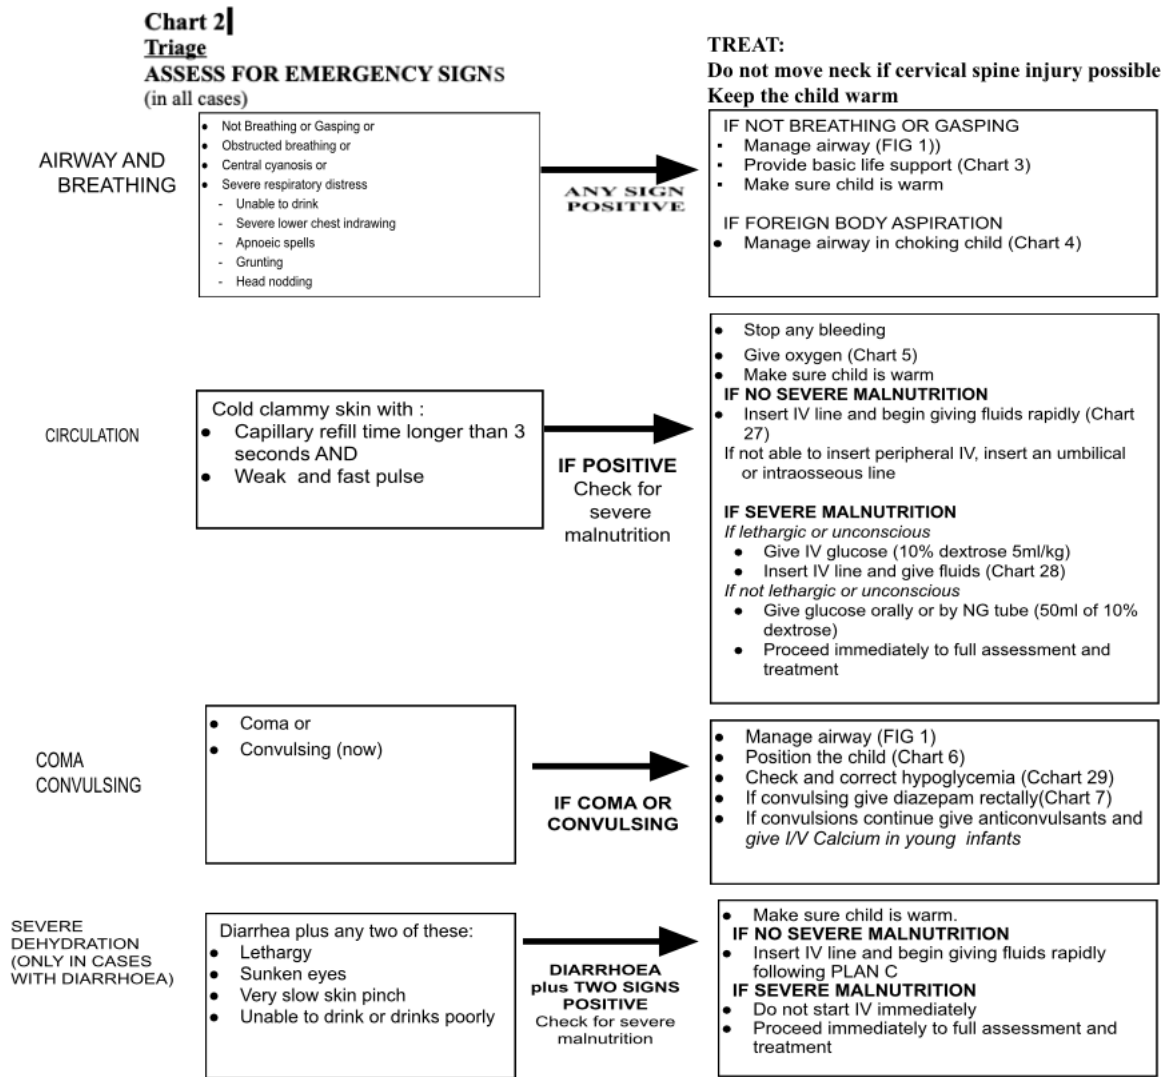 Chart 2
Triage
ASSESS FOR EMERGENCY SIGNS
(in all cases)
TREAT:
Do not move neck if cervical spine injury possible
Keep the child warm
AIRWAY AND
BREATHING
● Not Breathing or Gasping or
● Obstructed breathing or
● Central cyanosis or
● Severe respiratory distress
- Unable to drink
- Severe lower chest indrawing
- Apnoeic spells
- Grunting
- Head nodding
ANY SIGN
POSITIVE
IF NOT BREATHING OR GASPING
▪ Manage airway (FIG 1))
▪ Provide basic life support (Chart 3)
▪ Make sure child is warm
IF FOREIGN BODY ASPIRATION
● Manage airway in choking child (Chart 4)
CIRCULATION
Cold clammy skin with :
● Capillary refill time longer than 3
seconds AND
● Weak and fast pulse
IF POSITIVE
Check for
severe
malnutrition
● Stop any bleeding
● Give oxygen (Chart 5)
● Make sure child is warm
IF NO SEVERE MALNUTRITION
● Insert IV line and begin giving fluids rapidly (Chart
27)
If not able to insert peripheral IV, insert an umbilical
or intraosseous line
IF SEVERE MALNUTRITION
If lethargic or unconscious
● Give IV glucose (10% dextrose 5ml/kg)
● Insert IV line and give fluids (Chart 28)
If not lethargic or unconscious
● Give glucose orally or by NG tube (50ml of 10%
dextrose)
● Proceed immediately to full assessment and
treatment
COMA
CONVULSING
● Coma or
● Convulsing (now)
IF COMA OR
CONVULSING
● Manage airway (FIG 1)
● Position the child (Chart 6)
● Check and correct hypoglycemia (Cchart 29)
● If convulsing give diazepam rectally(Chart 7)
● If convulsions continue give anticonvulsants and
give I/V Calcium in young infants
SEVERE
DEHYDRATION
(ONLY IN CASES
WITH DIARRHOEA)
Diarrhea plus any two of these:
● Lethargy
● Sunken eyes
● Very slow skin pinch
● Unable to drink or drinks poorly
DIARRHOEA
plus TWO SIGNS
POSITIVE
Check for severe
malnutrition
● Make sure child is warm.
IF NO SEVERE MALNUTRITION
● Insert IV line and begin giving fluids rapidly
following PLAN C
IF SEVERE MALNUTRITION
● Do not start IV immediately
● Proceed immediately to full assessment and
treatment